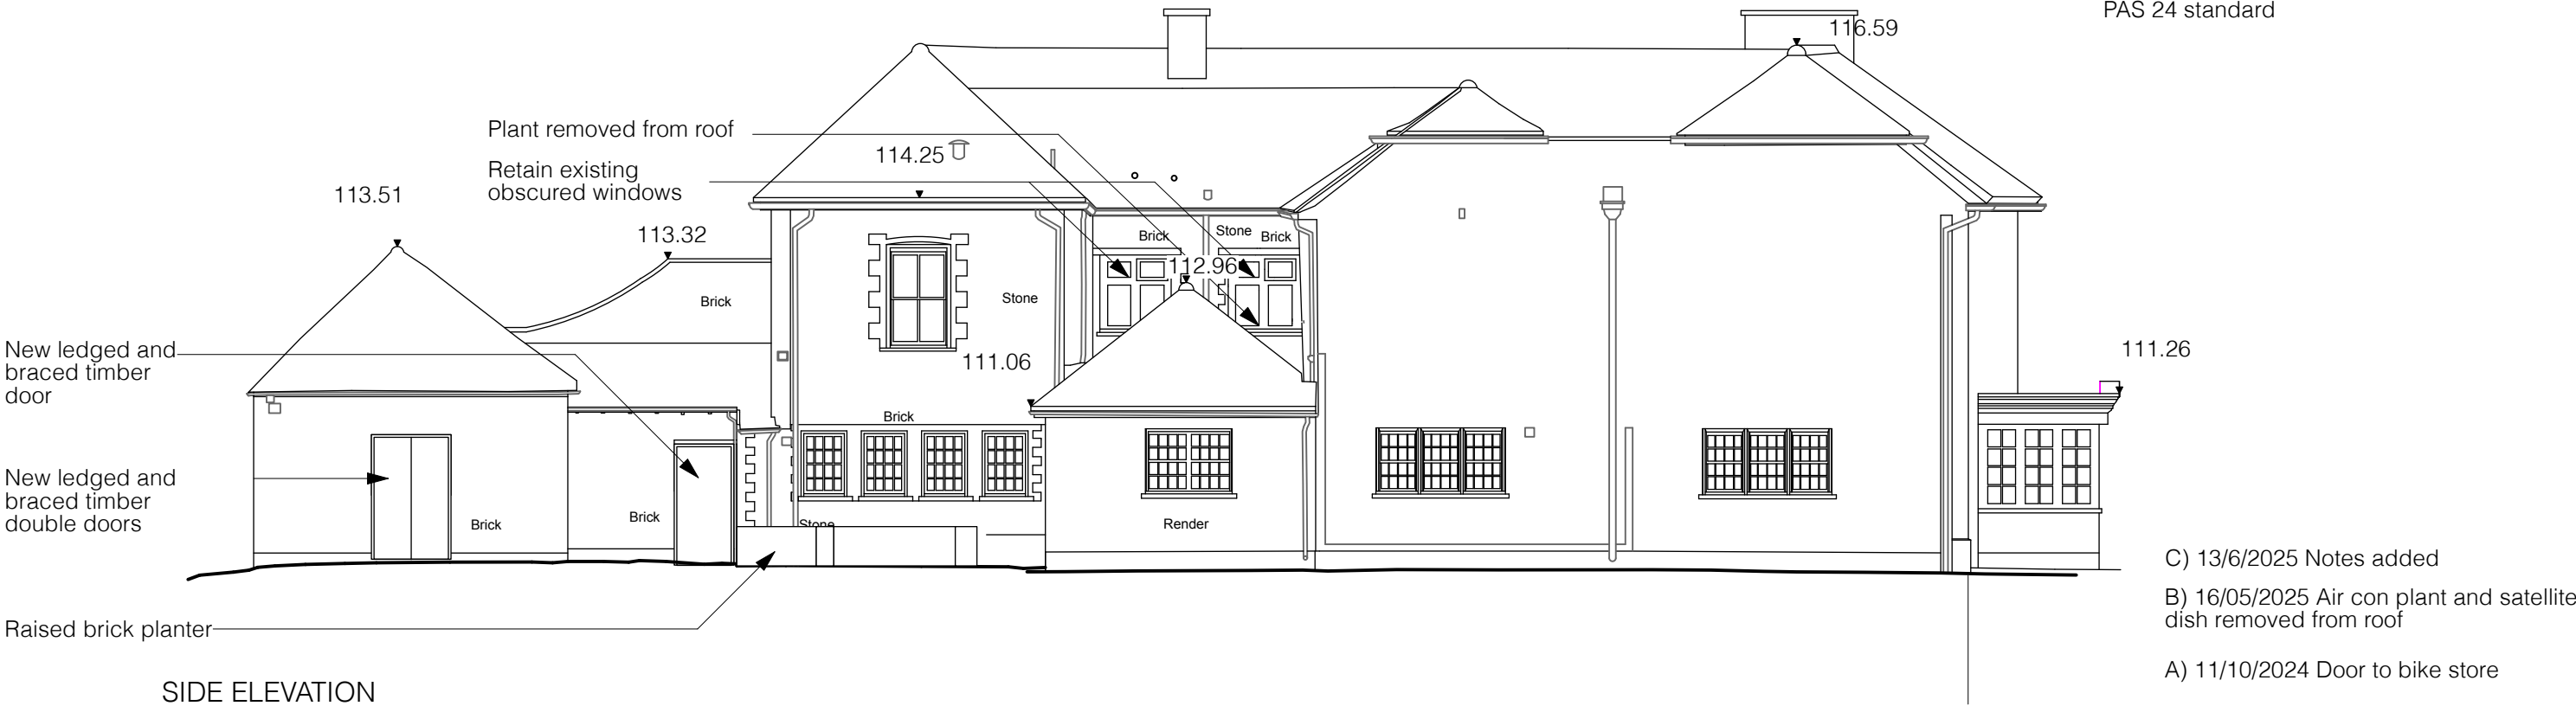 PAS 24 standard
116.59
Plant removed from roof
114.25
Retain existing
obscured windows
113.51
113.32
Brick
Stone
Brick
112.96
Brick
Stone
New ledged and
braced timber
door
111.06
111.26
Brick
New ledged and
braced timber
double doors
Brick
Brick
Stone
Render
C) 13/6/2025 Notes added
B) 16/05/2025 Air con plant and satellite
dish removed from roof
Raised brick planter
A) 11/10/2024 Door to bike store
SIDE ELEVATION